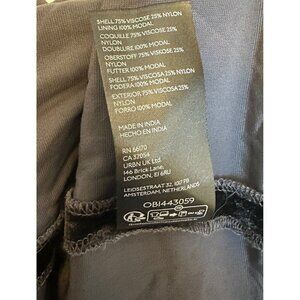 SHELL 75% VISCOSE 25% NYLON
LINING 100% MODAL
COQUILLE 75% VISCOSE 25%
NYLON
DOUBLURE 100% MODAL
OBERSTOFF 75% VISCOSE 25%
NYLON
FUTTER 100% MODAL
SHELL 75% VISCOSA 25% NYLON
FODERA 100% MODAL
EXTERIOR 75% VISCOSA 25%
NYLON
FORRO 100% MODAL
MADE IN INDIA
HECHO EN INDIA
RN 66170
CA 37054
URBN UK Ltd
146 Brick Lane,
LONDON, E1 6RU
LEIDSESTRAAT 32, 1017 PB
AMSTERDAM, NETHERLANDS
OB1443059